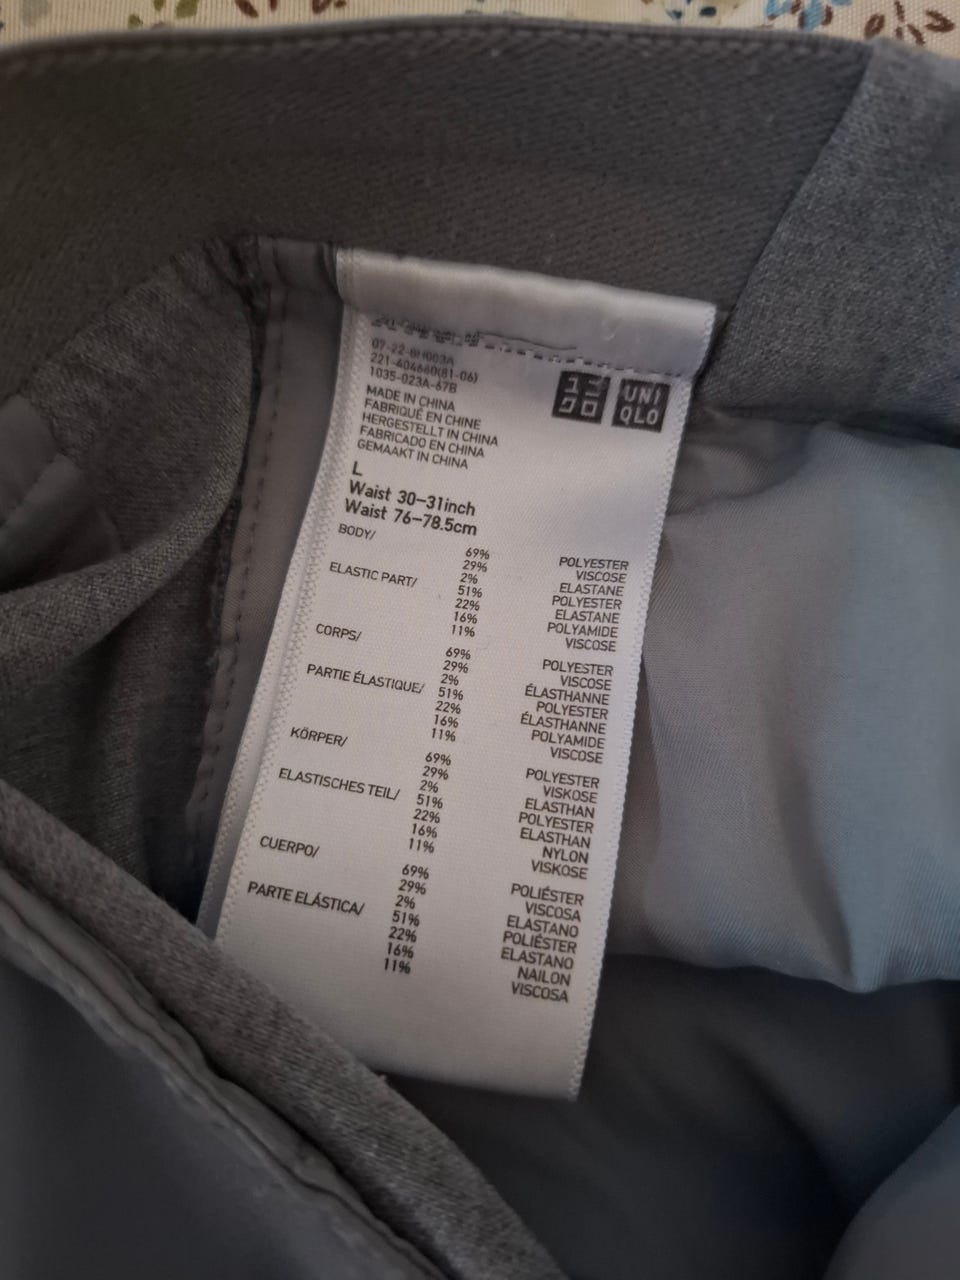 07-22-8H003A
221-404660(81-06)
1035-023A-67B
ユニ
クロ
UNI
QLO
MADE IN CHINA
FABRIQUÉ EN CHINE
HERGESTELLT IN CHINA
FABRICADO EN CHINA
GEMAAKT IN CHINA
L
Waist 30–31inch
Waist 76–78.5cm
BODY/
69% POLYESTER
29% VISCOSE
2% ELASTANE
ELASTIC PART/
51% POLYESTER
22% ELASTANE
16% POLYAMIDE
11% VISCOSE
CORPS/
69% POLYESTER
29% VISCOSE
2% ÉLASTHANNE
PARTIE ÉLASTIQUE/
51% POLYESTER
22% ÉLASTHANNE
16% POLYAMIDE
11% VISCOSE
KÖRPER/
69% POLYESTER
29% VISKOSE
2% ELASTHAN
ELASTISCHES TEIL/
51% POLYESTER
22% ELASTHAN
16% NYLON
11% VISKOSE
CUERPO/
69% POLIÉSTER
29% VISCOSA
2% ELASTANO
PARTE ELÁSTICA/
51% POLIÉSTER
22% ELASTANO
16% NAILON
11% VISCOSA